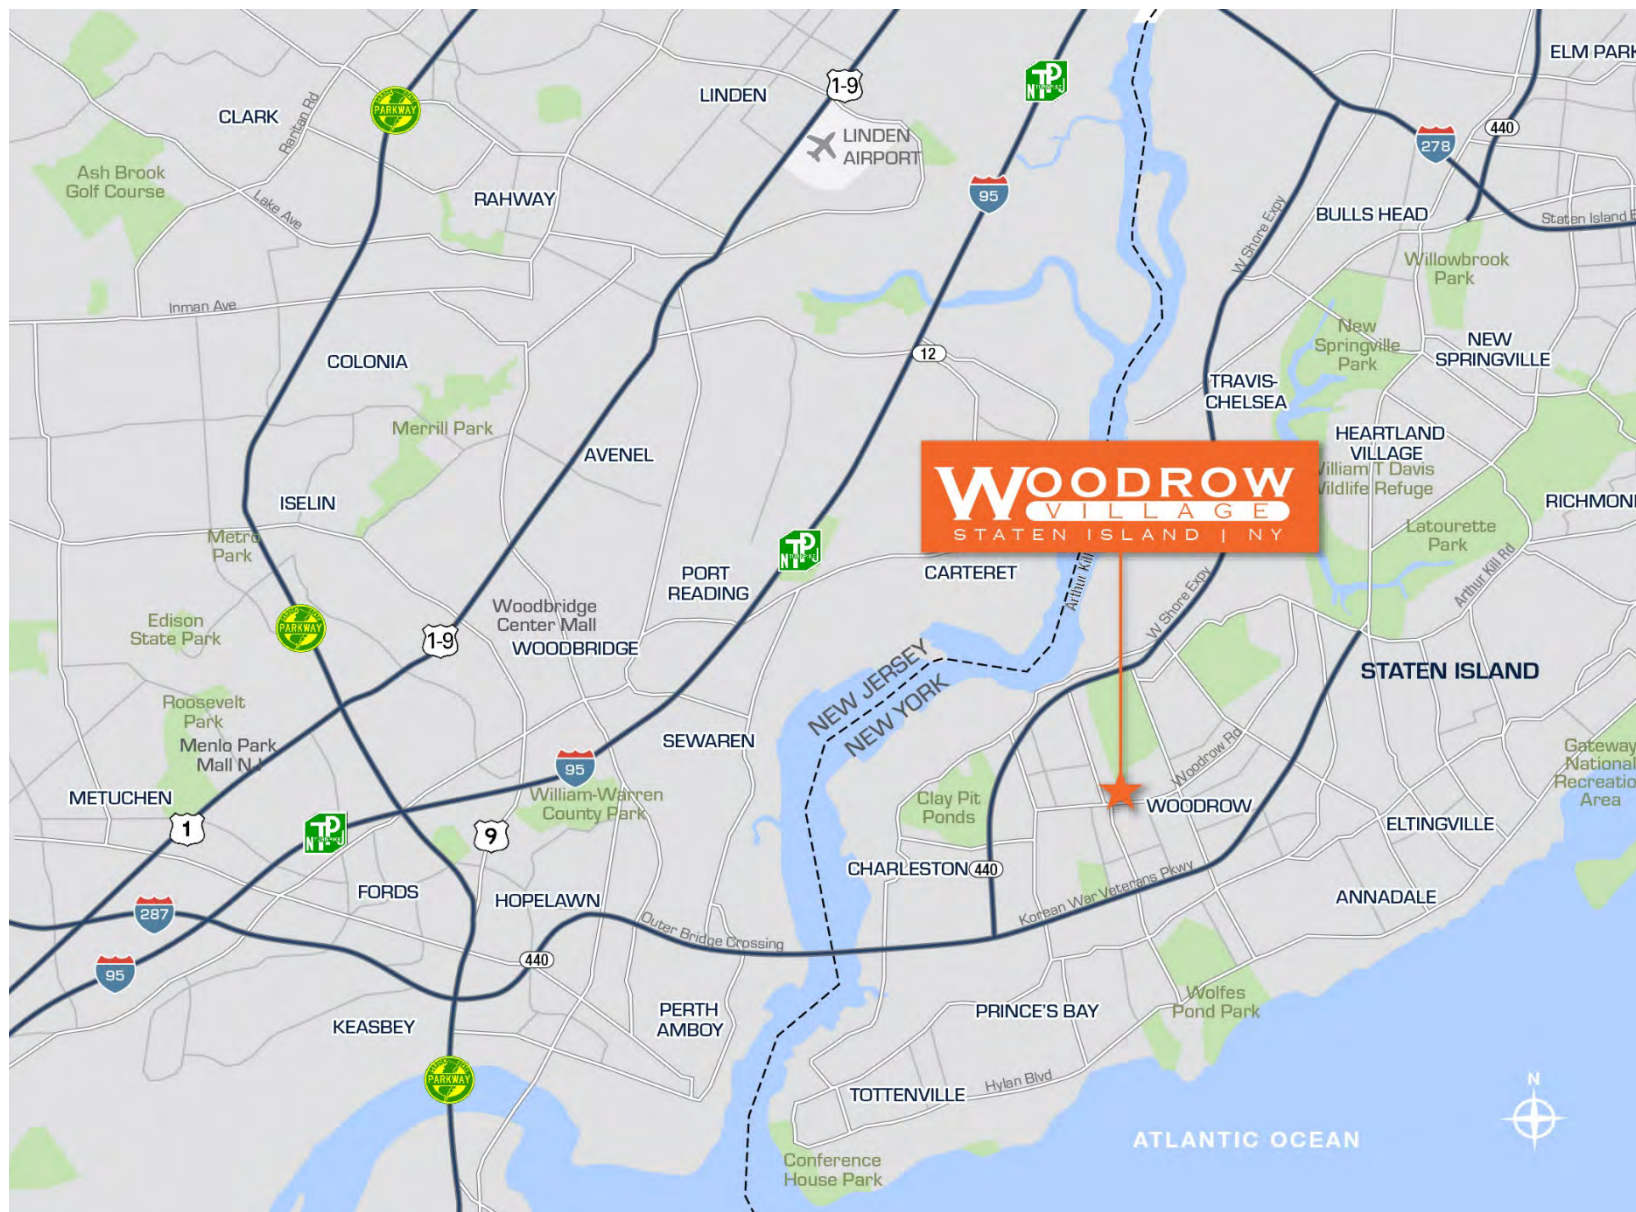 ELM PARK
LINDEN
1-9
CLARK
Raritan Rd
PARKWAY
NTPJ
LINDEN
AIRPORT
440
278
Ash Brook
Golf Course
Lake Ave
RAHWAY
95
W Shore Expy
BULLS HEAD
Staten Island E
Willowbrook
Park
Inman Ave
New
Springville
Park
NEW
SPRINGVILLE
COLONIA
12
TRAVIS-
CHELSEA
Merrill Park
AVENEL
HEARTLAND
VILLAGE
WOODROW
VILLAGE
STATEN ISLAND | NY
William T Davis
Wildlife Refuge
ISELIN
RICHMOND
Metro
Park
Latourette
Park
NTPJ
PORT
READING
CARTERET
Arthur Kill
W Shore Expy
Arthur Kill Rd
Edison
State Park
PARKWAY
1-9
Woodbridge
Center Mall
WOODBRIDGE
NEW JERSEY
NEW YORK
STATEN ISLAND
Roosevelt
Park
Menlo Park
Mall NJ
SEWAREN
95
Woodrow Rd
Gateway
National
Recreation
Area
METUCHEN
William-Warren
County Park
Clay Pit
Ponds
WOODROW
1
NTPJ
9
ELTINGVILLE
CHARLESTON
440
Korean War Veterans Pkwy
FORDS
HOPELAWN
ANNADALE
287
Outer Bridge Crossing
95
440
KEASBEY
PERTH
AMBOY
PRINCE'S BAY
Wolfes
Pond Park
PARKWAY
TOTTENVILLE
Hylan Blvd
N
ATLANTIC OCEAN
Conference
House Park